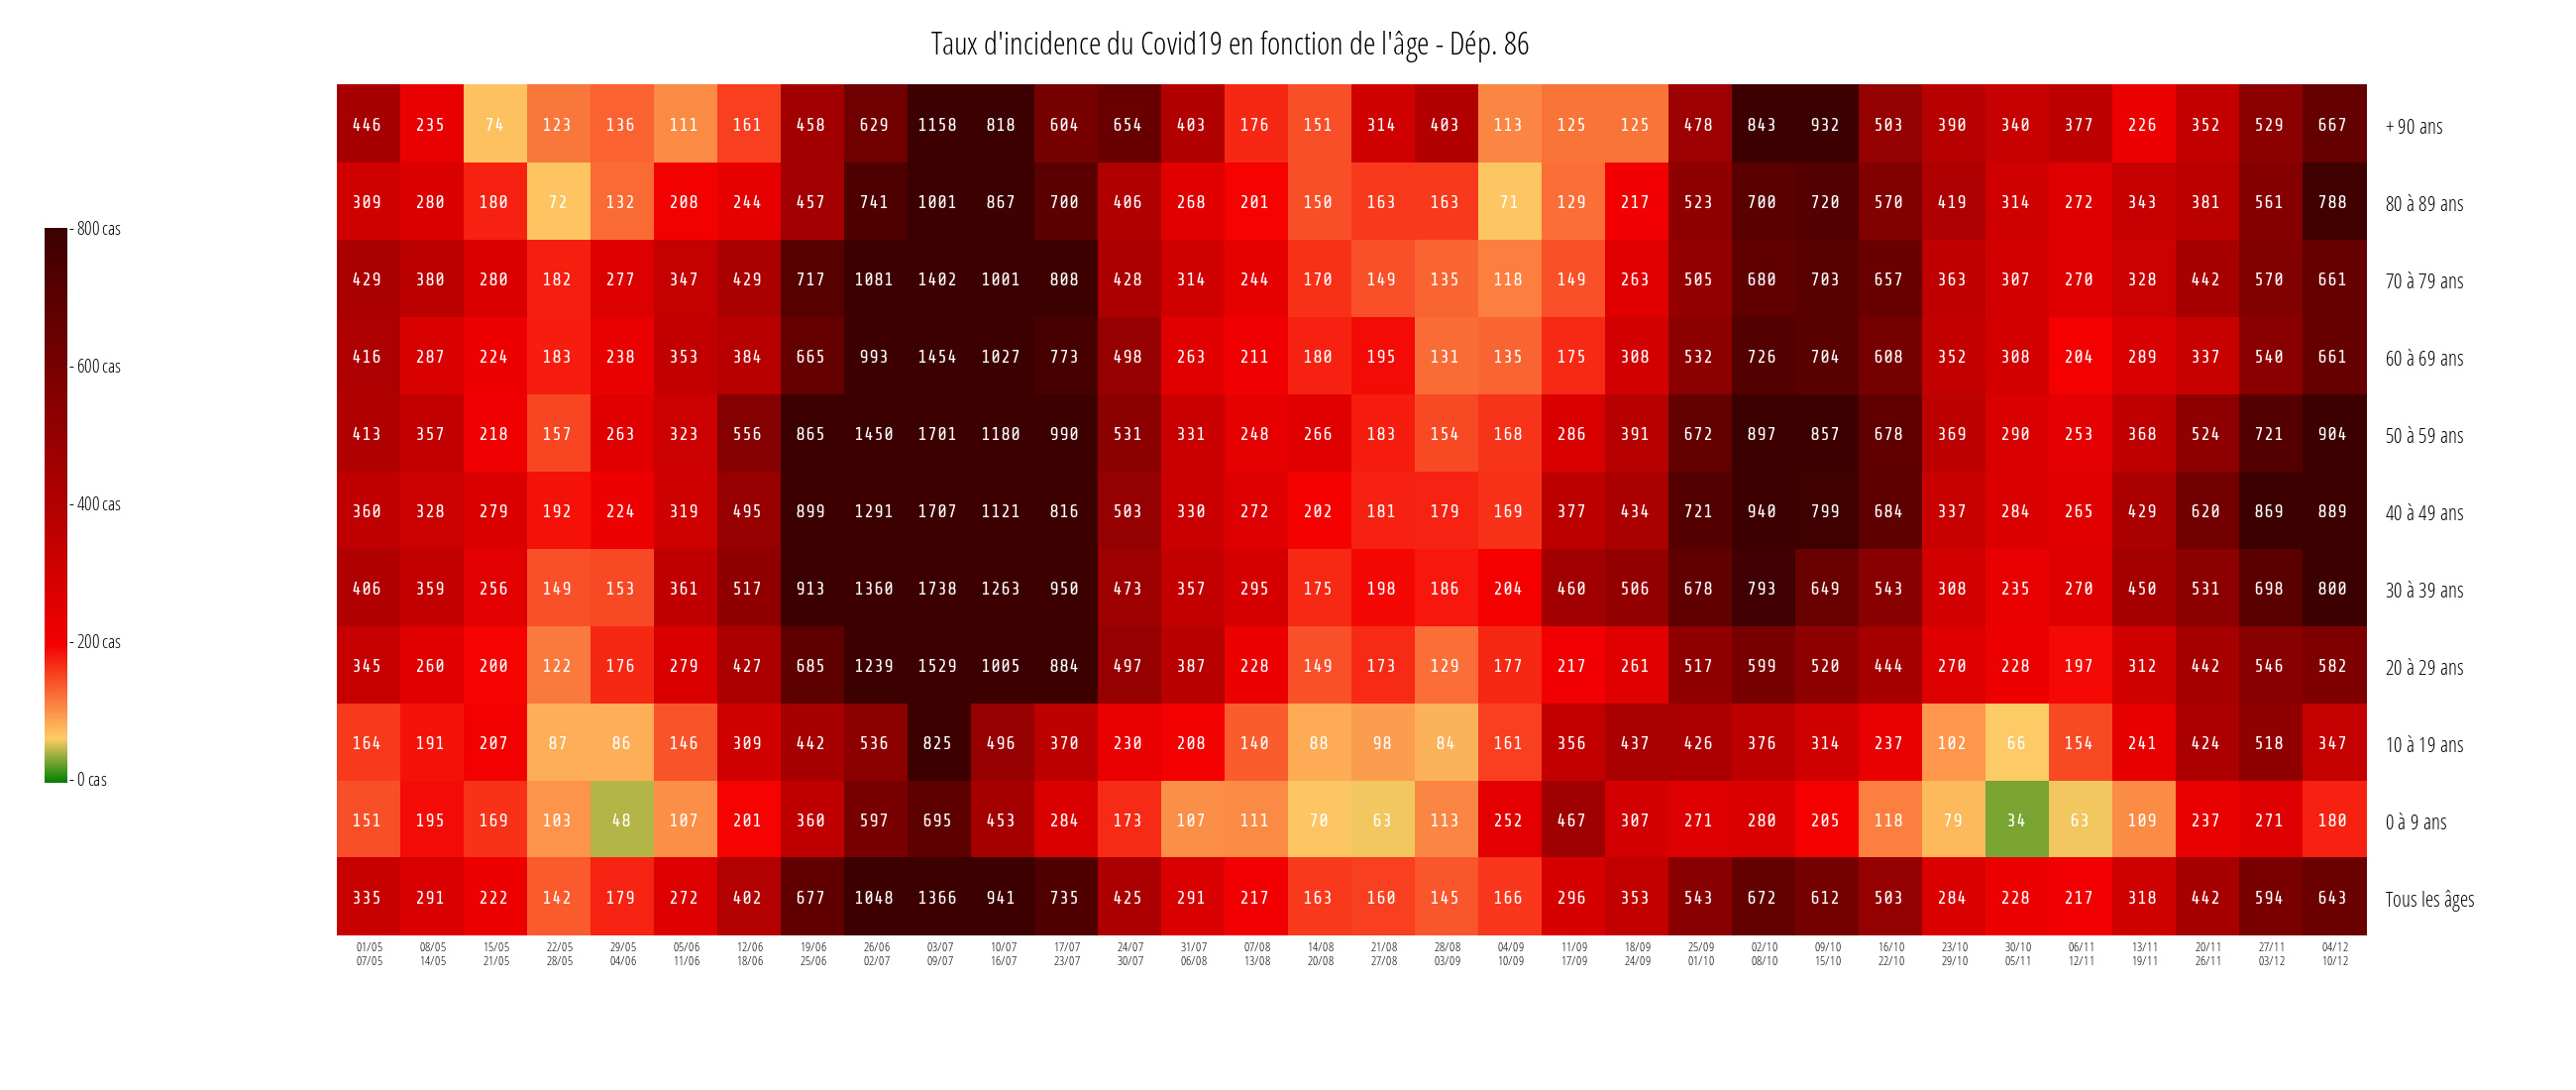 Taux d'incidence du Covid19 en fonction de l'âge - Dép. 86
- 800 cas
- 600 cas
- 400 cas
- 200 cas
- 0 cas
446 235 74 123 136 111 161 458 629 1158 818 604 654 403 176 151 314 403 113 125 125 478 843 932 503 390 340 377 226 352 529 667 + 90 ans
309 280 180 72 132 208 244 457 741 1001 867 700 406 268 201 150 163 163 71 129 217 523 700 720 570 419 314 272 343 381 561 788 80 à 89 ans
429 380 280 182 277 347 429 717 1081 1402 1001 808 428 314 244 170 149 135 118 149 263 505 680 703 657 363 307 270 328 442 570 661 70 à 79 ans
416 287 224 183 238 353 384 665 993 1454 1027 773 498 263 211 180 195 131 135 175 308 532 726 704 608 352 308 204 289 337 540 661 60 à 69 ans
413 357 218 157 263 323 556 865 1450 1701 1180 990 531 331 248 266 183 154 168 286 391 672 897 857 678 369 290 253 368 524 721 904 50 à 59 ans
360 328 279 192 224 319 495 899 1291 1707 1121 816 503 330 272 202 181 179 169 377 434 721 940 799 684 337 284 265 429 620 869 889 40 à 49 ans
406 359 256 149 153 361 517 913 1360 1738 1263 950 473 357 295 175 198 186 204 460 506 678 793 649 543 308 235 270 450 531 698 800 30 à 39 ans
345 260 200 122 176 279 427 685 1239 1529 1005 884 497 387 228 149 173 129 177 217 261 517 599 520 444 270 228 197 312 442 546 582 20 à 29 ans
164 191 207 87 86 146 309 442 536 825 496 370 230 208 140 88 98 84 161 356 437 426 376 314 237 102 66 154 241 424 518 347 10 à 19 ans
151 195 169 103 48 107 201 360 597 695 453 284 173 107 111 70 63 113 252 467 307 271 280 205 118 79 34 63 109 237 271 180 0 à 9 ans
335 291 222 142 179 272 402 677 1048 1366 941 735 425 291 217 163 160 145 166 296 353 543 672 612 503 284 228 217 318 442 594 643 Tous les âges
01/05 08/05 15/05 22/05 29/05 05/06 12/06 19/06 26/06 03/07 10/07 17/07 24/07 31/07 07/08 14/08 21/08 28/08 04/09 11/09 18/09 25/09 02/10 09/10 16/10 23/10 30/10 06/11 13/11 20/11 27/11 04/12
07/05 14/05 21/05 28/05 04/06 11/06 18/06 25/06 02/07 09/07 16/07 23/07 30/07 06/08 13/08 20/08 27/08 03/09 10/09 17/09 24/09 01/10 08/10 15/10 22/10 29/10 05/11 12/11 19/11 26/11 03/12 10/12